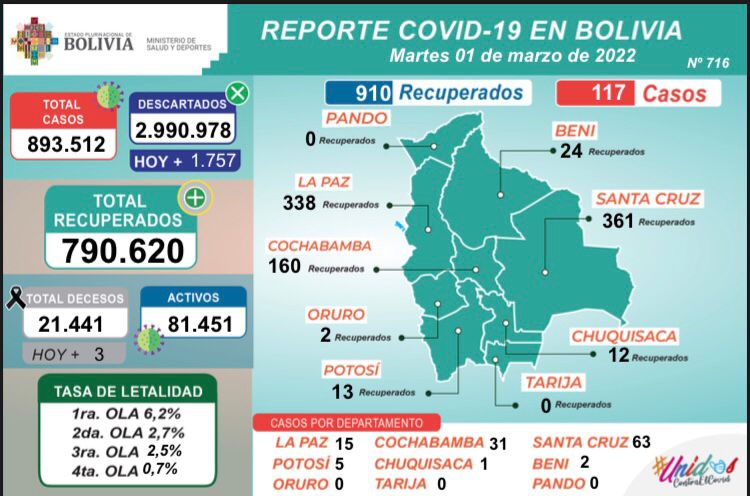 ESTADO PLURINACIONAL DE
BOLIVIA
MINISTERIO DE
SALUD Y DEPORTES
REPORTE COVID-19 EN BOLIVIA
Martes 01 de marzo de 2022
Nº 716
TOTAL
CASOS
893.512
DESCARTADOS
2.990.978
HOY + 1.757
TOTAL
RECUPERADOS
790.620
TOTAL DECESOS
21.441
HOY + 3
ACTIVOS
81.451
TASA DE LETALIDAD
1ra. OLA 6,2%
2da. OLA 2,7%
3ra. OLA 2,5%
4ta. OLA 0,7%
910 Recuperados
117 Casos
PANDO
0 Recuperados
BENI
24 Recuperados
LA PAZ
338 Recuperados
SANTA CRUZ
361 Recuperados
COCHABAMBA
160 Recuperados
ORURO
2 Recuperados
CHUQUISACA
12 Recuperados
POTOSÍ
13 Recuperados
TARIJA
0 Recuperados
CASOS POR DEPARTAMENTO
LA PAZ 15 COCHABAMBA 31 SANTA CRUZ 63
POTOSÍ 5 CHUQUISACA 1 BENI 2
ORURO 0 TARIJA 0 PANDO 0
#Unidos
ContraElCovid